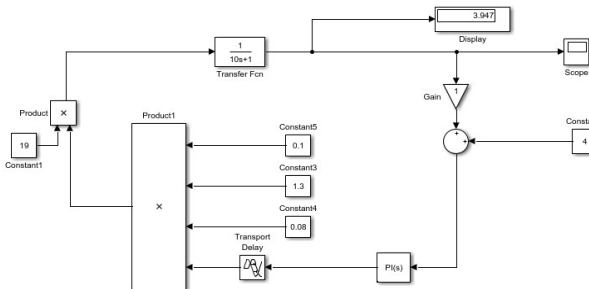 3.947
Display
1
10s+1
Transfer Fcn
Scope
Gain
1
Product
×
Product1
19
Constant1
Constant5
0.1
+
+
Consta
4
Constant3
1.3
×
Constant4
0.08
Transport
Delay
PI(s)